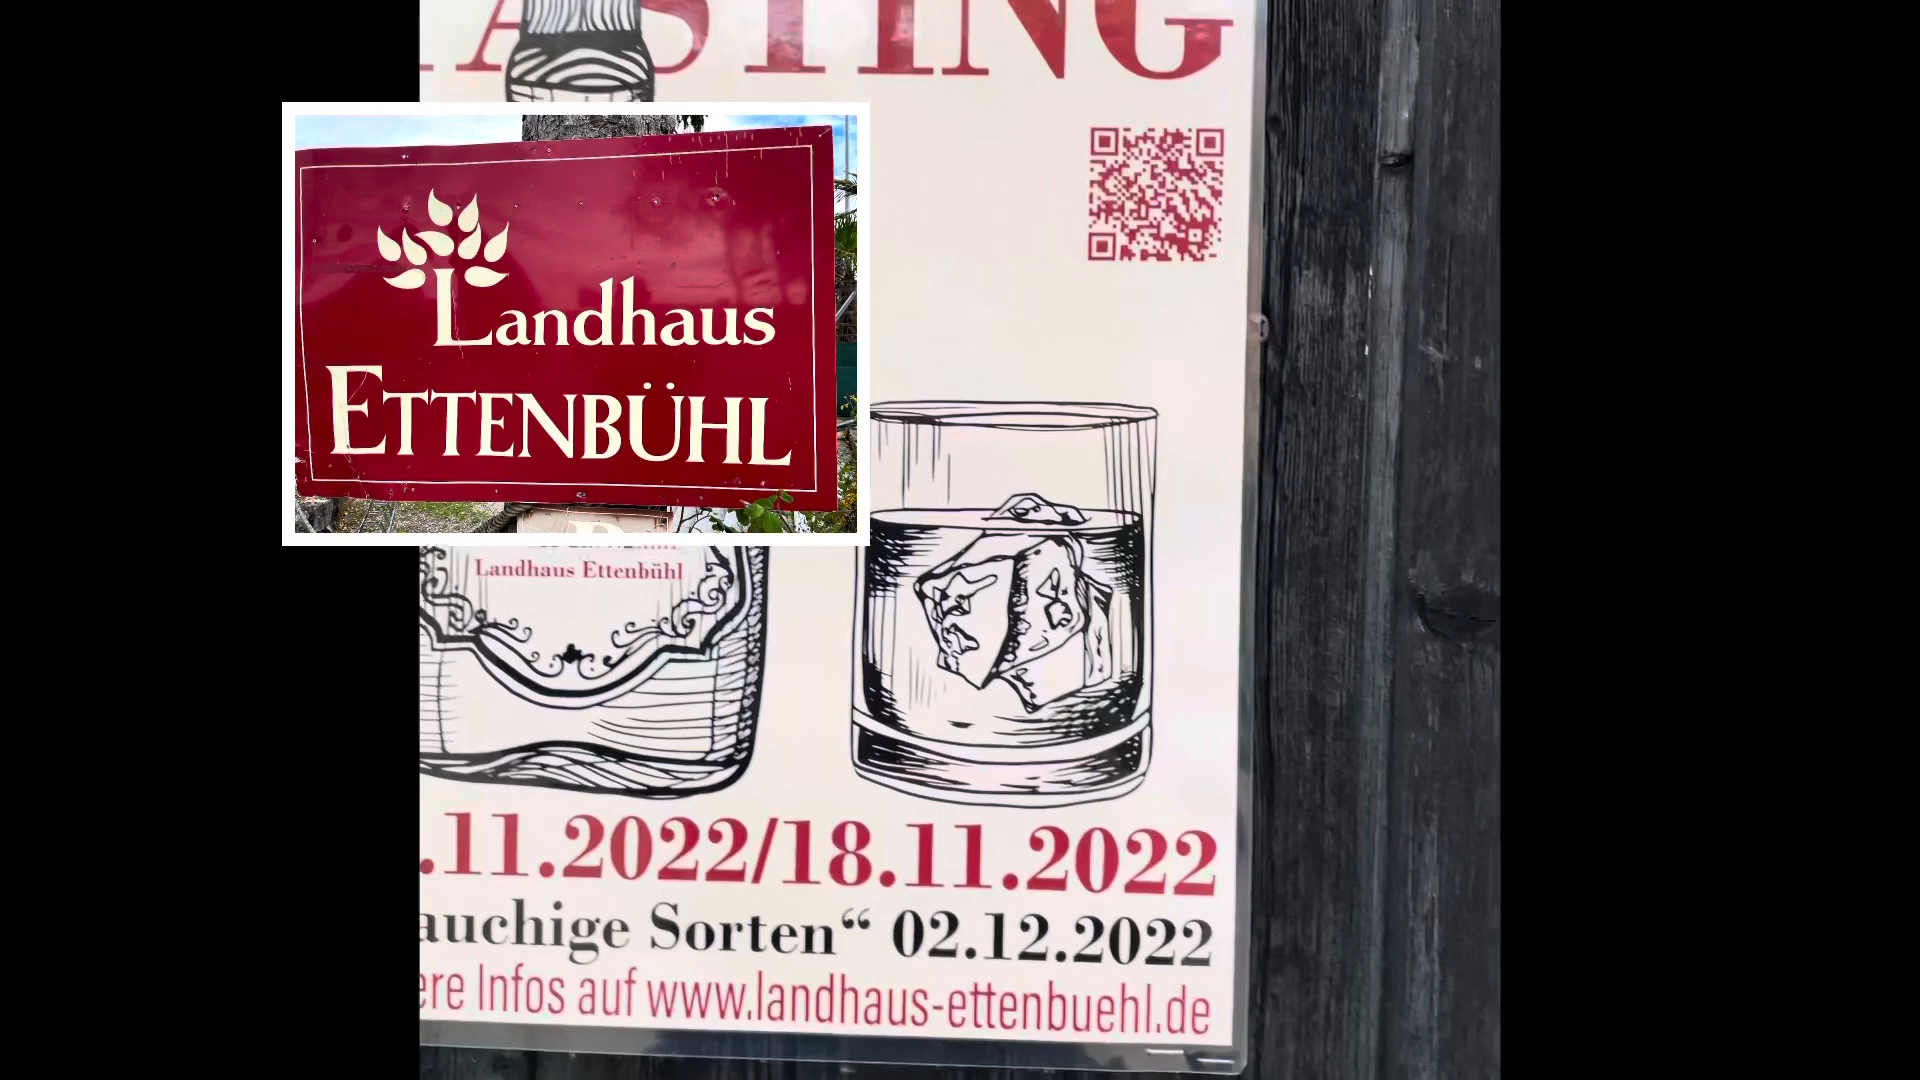 TASTING
Landhaus
ETTENBÜHL
Landhaus Ettenbühl
.11.2022/18.11.2022
auchige Sorten“ 02.12.2022
ere Infos auf www.landhaus-ettenbuehl.de